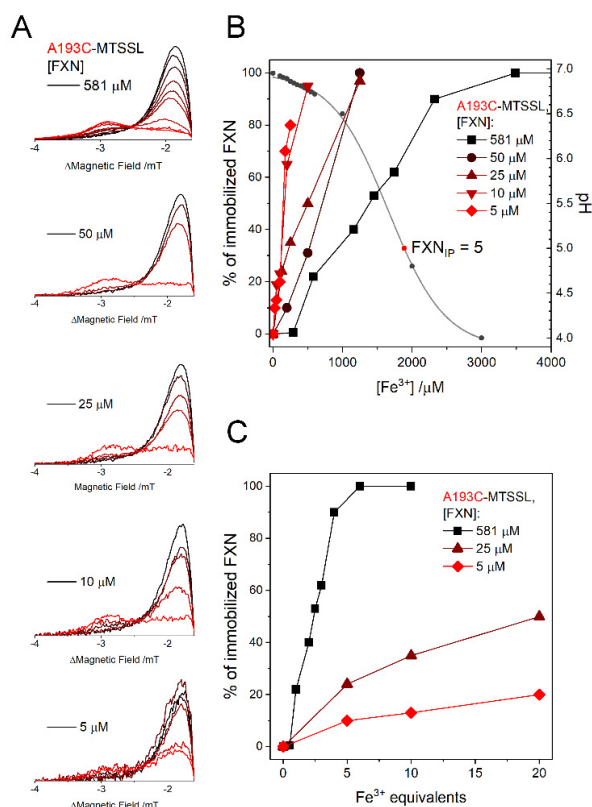 A
A193C-MTSSL
[FXN]
581 μM
-4 -3 -2
ΔMagnetic Field /mT
50 μM
-4 -3 -2
ΔMagnetic Field /mT
25 μM
-4 -3 -2
Magnetic Field /mT
10 μM
-4 -3 -2
ΔMagnetic Field /mT
5 μM
-4 -3 -2
ΔMagnetic Field /mT
B
% of immobilized FXN
100
80
60
40
20
0
A193C-MTSSL,
[FXN]:
581 μM
50 μM
25 μM
10 μM
5 μM
FXN_IP = 5
7.0
6.5
6.0
5.5
5.0
4.5
4.0
pH
0 1000 2000 3000 4000
[Fe³⁺] /μM
C
% of immobilized FXN
100
80
60
40
20
0
A193C-MTSSL,
[FXN]:
581 μM
25 μM
5 μM
0 5 10 15 20
Fe³⁺ equivalents